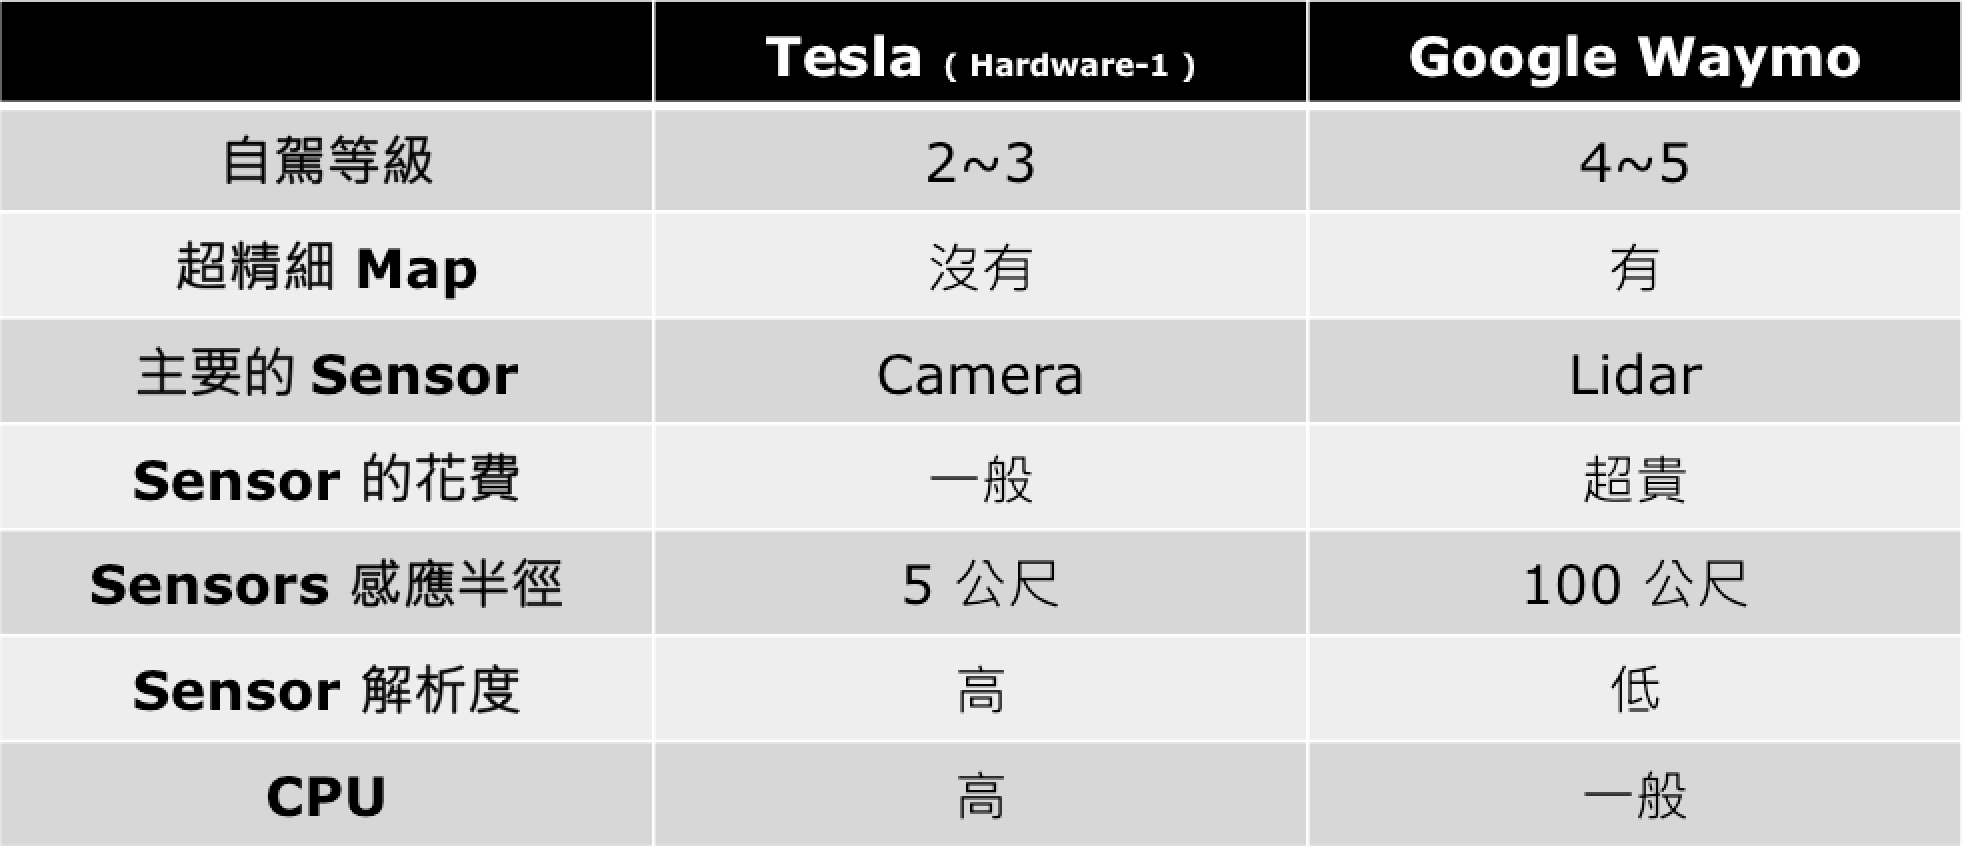 Tesla ( Hardware-1 ) Google Waymo
自駕等級 2~3 4~5
超精細 Map 沒有 有
主要的 Sensor Camera Lidar
Sensor 的花費 一般 超貴
Sensors 感應半徑 5 公尺 100 公尺
Sensor 解析度 高 低
CPU 高 一般